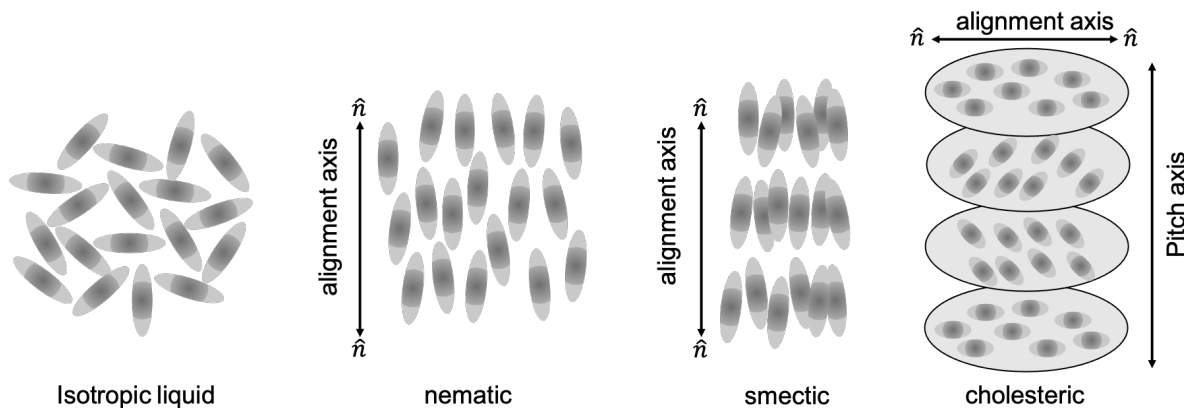 alignment axis
n̂ n̂
n̂ n̂
alignment axis
alignment axis
Pitch axis
n̂ n̂
Isotropic liquid
nematic
smectic
cholesteric